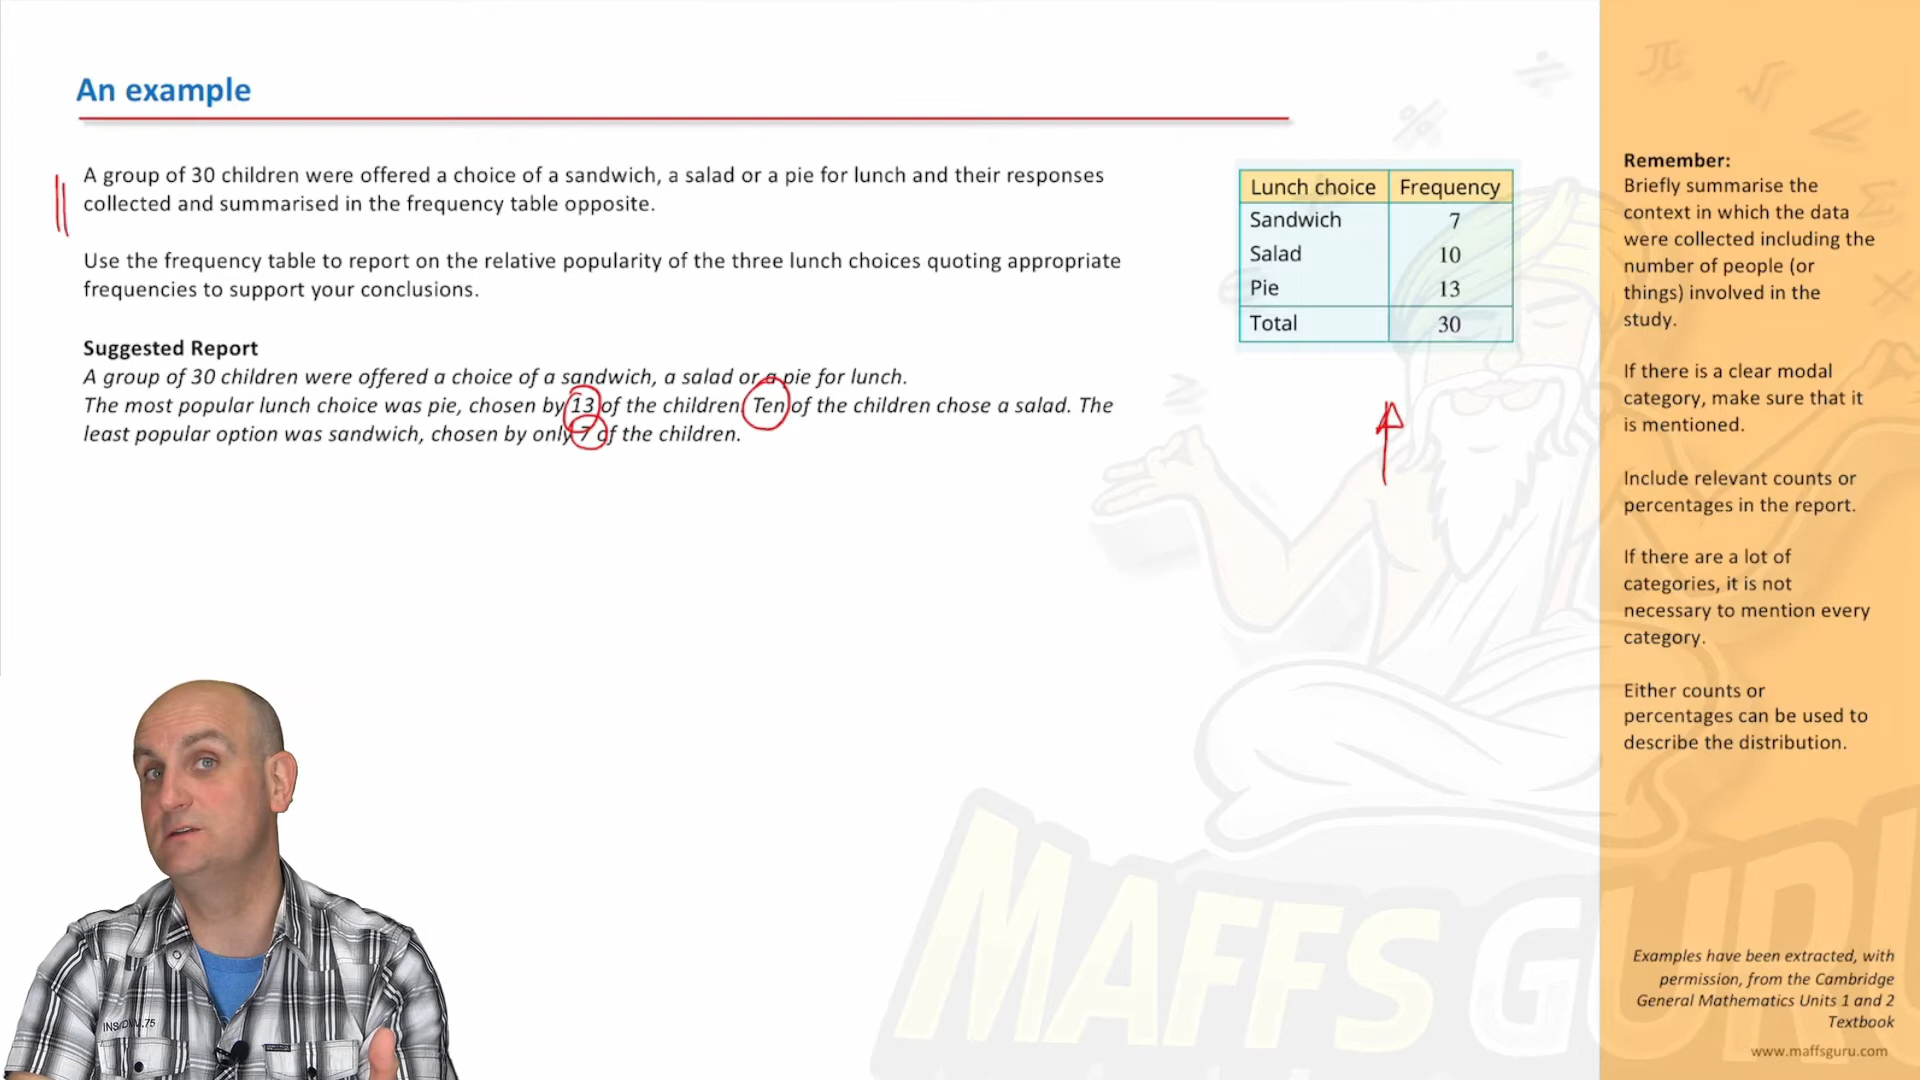 An example
A group of 30 children were offered a choice of a sandwich, a salad or a pie for lunch and their responses
collected and summarised in the frequency table opposite.
Use the frequency table to report on the relative popularity of the three lunch choices quoting appropriate
frequencies to support your conclusions.
Suggested Report
A group of 30 children were offered a choice of a sandwich, a salad or a pie for lunch.
The most popular lunch choice was pie, chosen by 13 of the children. Ten of the children chose a salad. The
least popular option was sandwich, chosen by only 7 of the children.
Lunch choice Frequency
Sandwich 7
Salad 10
Pie 13
Total 30
Remember:
Briefly summarise the
context in which the data
were collected including the
number of people (or
things) involved in the
study.
If there is a clear modal
category, make sure that it
is mentioned.
Include relevant counts or
percentages in the report.
If there are a lot of
categories, it is not
necessary to mention every
category.
Either counts or
percentages can be used to
describe the distribution.
Examples have been extracted, with
permission, from the Cambridge
General Mathematics Units 1 and 2
Textbook
www.maffsguru.com
MAFFS GURU